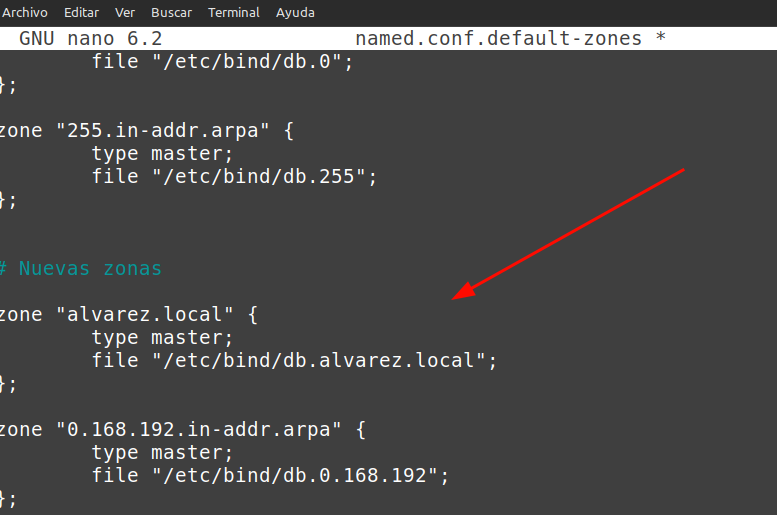 Archivo Editar Ver Buscar Terminal Ayuda
GNU nano 6.2 named.conf.default-zones *
file "/etc/bind/db.0";
};
zone "255.in-addr.arpa" {
type master;
file "/etc/bind/db.255";
};
# Nuevas zonas
zone "alvarez.local" {
type master;
file "/etc/bind/db.alvarez.local";
};
zone "0.168.192.in-addr.arpa" {
type master;
file "/etc/bind/db.0.168.192";
};